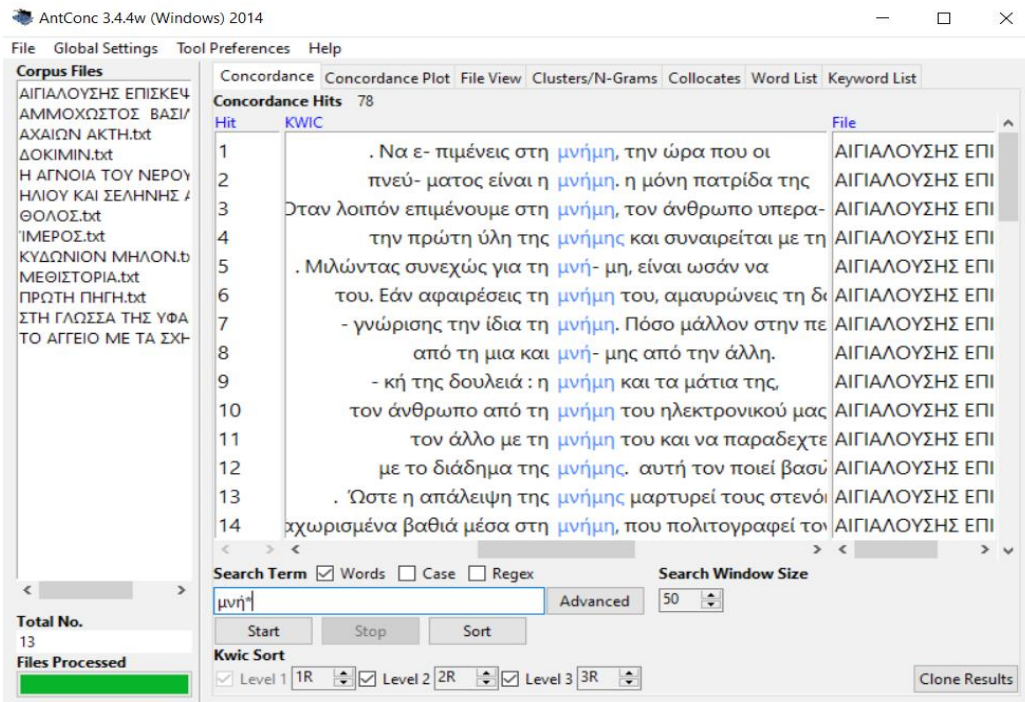 AntConc 3.4.4w (Windows) 2014
File Global Settings Tool Preferences Help
Corpus Files
ΑΙΓΙΑΛΟΥΣΗΣ ΕΠΙΣΚΕΨ
ΑΜΜΟΧΩΣΤΟΣ ΒΑΣΙΛ
ΑΧΑΙΩΝ ΑΚΤΗ.txt
ΔΟΚΙΜΙΝ.txt
Η ΑΓΝΟΙΑ ΤΟΥ ΝΕΡΟΥ
ΗΛΙΟΥ ΚΑΙ ΣΕΛΗΝΗΣ Α
ΘΟΛΟΣ.txt
ΊΜΕΡΟΣ.txt
ΚΥΔΩΝΙΟΝ ΜΗΛΟΝ.t
ΜΕΘΙΣΤΟΡΙΑ.txt
ΠΡΩΤΗ ΠΗΓΗ.txt
ΣΤΗ ΓΛΩΣΣΑ ΤΗΣ ΥΦΑ
ΤΟ ΑΓΓΕΙΟ ΜΕ ΤΑ ΣΧΗ
Total No.
13
Files Processed
Concordance Concordance Plot File View Clusters/N-Grams Collocates Word List Keyword List
Concordance Hits 78
Hit KWIC File
1 . Να ε- πιμένεις στη μνήμη, την ώρα που οι ΑΙΓΙΑΛΟΥΣΗΣ ΕΠΙ
2 πνεύ- ματος είναι η μνήμη. η μόνη πατρίδα της ΑΙΓΙΑΛΟΥΣΗΣ ΕΠΙ
3 Όταν λοιπόν επιμένουμε στη μνήμη, τον άνθρωπο υπερα- ΑΙΓΙΑΛΟΥΣΗΣ ΕΠΙ
4 την πρώτη ύλη της μνήμης και συναιρείται με τη ΑΙΓΙΑΛΟΥΣΗΣ ΕΠΙ
5 . Μιλώντας συνεχώς για τη μνή- μη, είναι ωσάν να ΑΙΓΙΑΛΟΥΣΗΣ ΕΠΙ
6 του. Εάν αφαιρέσεις τη μνήμη του, αμαυρώνεις τη δ ΑΙΓΙΑΛΟΥΣΗΣ ΕΠΙ
7 - γνώρισης την ίδια τη μνήμη. Πόσο μάλλον στην πε ΑΙΓΙΑΛΟΥΣΗΣ ΕΠΙ
8 από τη μια και μνή- μης από την άλλη. ΑΙΓΙΑΛΟΥΣΗΣ ΕΠΙ
9 - κή της δουλειά : η μνήμη και τα μάτια της, ΑΙΓΙΑΛΟΥΣΗΣ ΕΠΙ
10 τον άνθρωπο από τη μνήμη του ηλεκτρονικού μας ΑΙΓΙΑΛΟΥΣΗΣ ΕΠΙ
11 τον άλλο με τη μνήμη του και να παραδεχτε ΑΙΓΙΑΛΟΥΣΗΣ ΕΠΙ
12 με το διάδημα της μνήμης. αυτή τον ποιεί βασιλ ΑΙΓΙΑΛΟΥΣΗΣ ΕΠΙ
13 . Ώστε η απάλειψη της μνήμης μαρτυρεί τους στενό ΑΙΓΙΑΛΟΥΣΗΣ ΕΠΙ
14 αχωρισμένα βαθιά μέσα στη μνήμη, που πολιτογραφεί το ΑΙΓΙΑΛΟΥΣΗΣ ΕΠΙ
Search Term Words Case Regex Search Window Size
μνή* Advanced 50
Start Stop Sort
Kwic Sort
Level 1 1R Level 2 2R Level 3 3R Clone Results